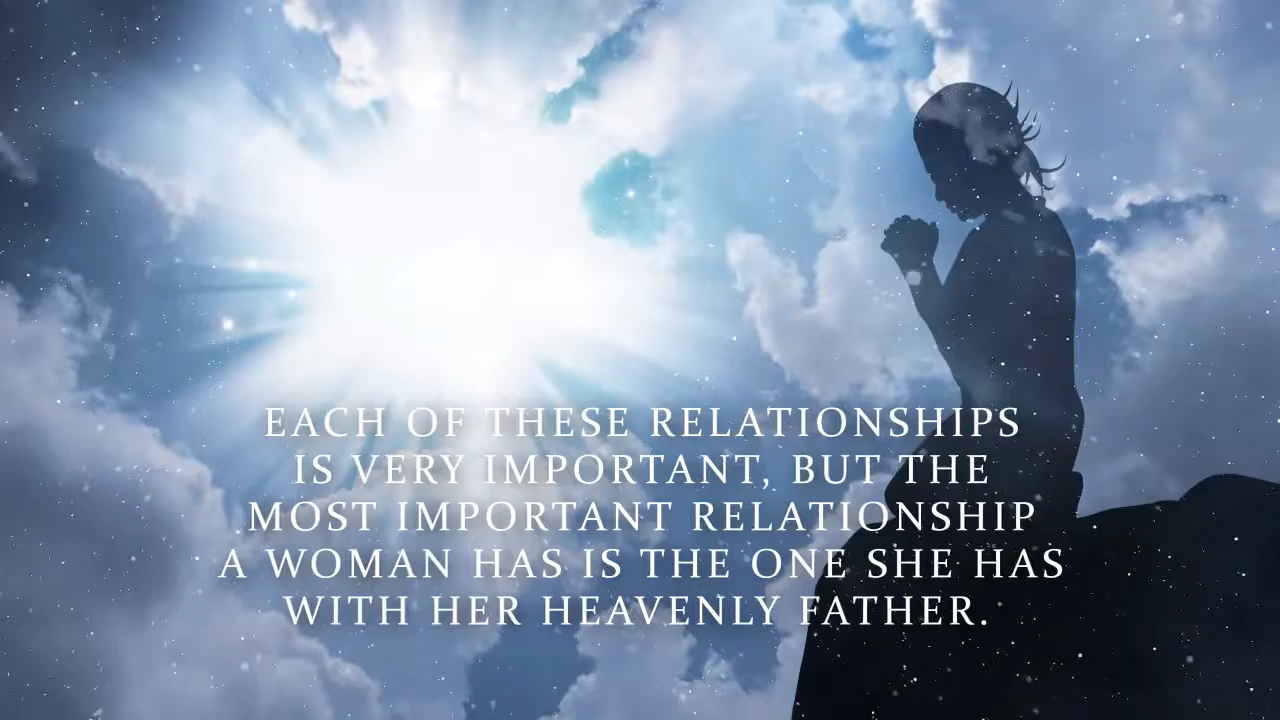 EACH OF THESE RELATIONSHIPS
IS VERY IMPORTANT, BUT THE
MOST IMPORTANT RELATIONSHIP
A WOMAN HAS IS THE ONE SHE HAS
WITH HER HEAVENLY FATHER.